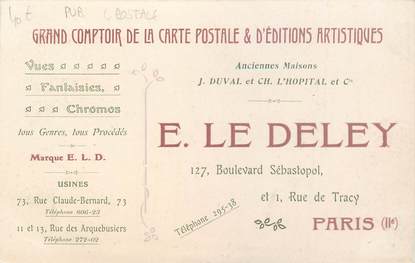 40 € PUB
GRAND COMPTOIR DE LA CARTE POSTALE & D'ÉDITIONS ARTISTIQUES
Vues
Fantaisies,
Chromos
tous Genres, tous Procédés
Marque E. L. D.
USINES
73, Rue Claude-Bernard, 73
Téléphone 806-23
11 et 13, Rue des Arquebusiers
Téléphone 272-02
Anciennes Maisons
J. DUVAL et CH. L'HOPITAL et Cie
E. LE DELEY
127, Boulevard Sébastopol,
et 1, Rue de Tracy
Téléphone 295-38
PARIS (IIe)